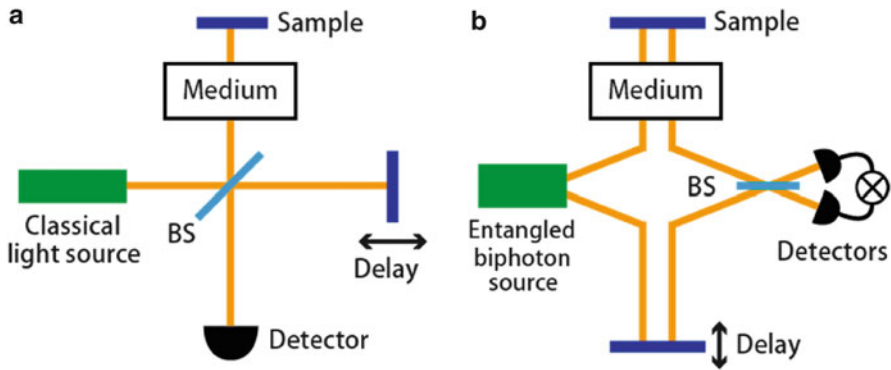 a
Sample
Medium
BS
Classical
light source
Delay
Detector
b
Sample
Medium
BS
Entangled
biphoton
source
Detectors
Delay